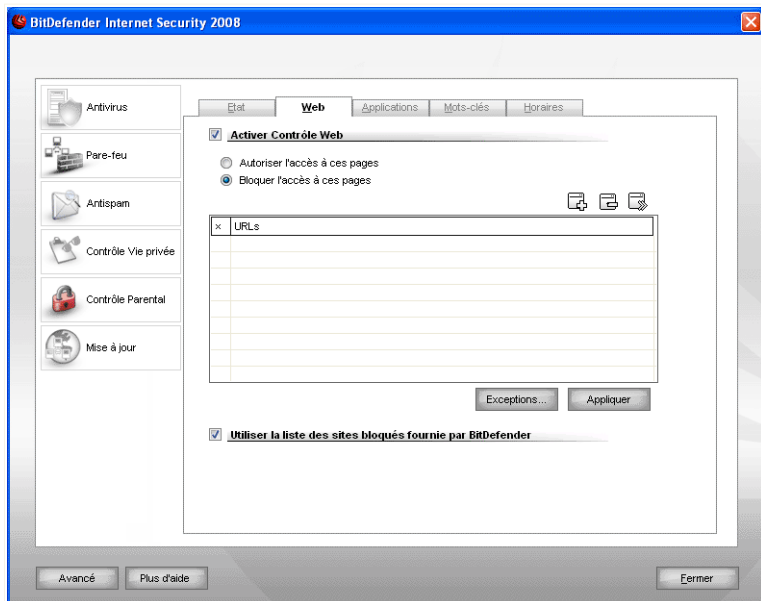 BitDefender Internet Security 2008
Antivirus
Pare-feu
Antispam
Contrôle Vie privée
Contrôle Parental
Mise à jour
Etat Web Applications Mots-clés Horaires
Activer Contrôle Web
Autoriser l'accès à ces pages
Bloquer l'accès à ces pages
× URLs
Exceptions... Appliquer
Utiliser la liste des sites bloqués fournie par BitDefender
Avancé Plus d'aide Fermer